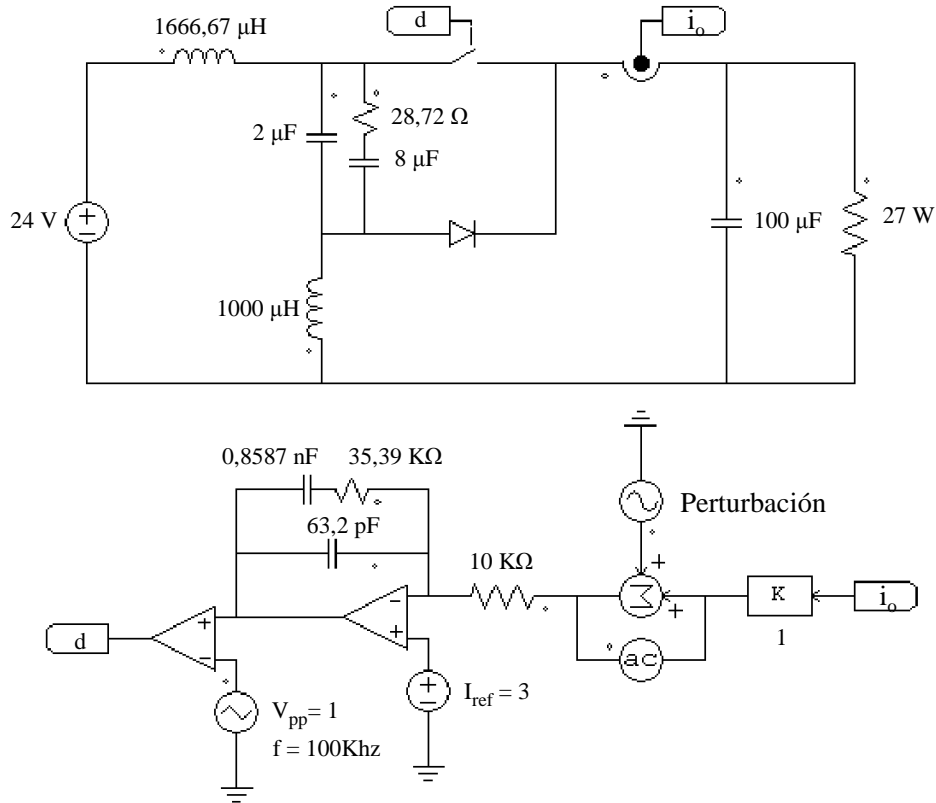 1666,67 μH
d
i_o
2 μF
28,72 Ω
8 μF
24 V
100 μF
27 W
1000 μH
0,8587 nF
35,39 KΩ
63,2 pF
10 KΩ
Perturbación
K
1
i_o
ac
Σ
d
V_pp= 1
f = 100Khz
I_ref = 3